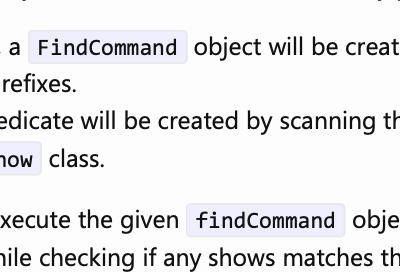 , a FindCommand object will be creat
refixes.
edicate will be created by scanning th
how class.
xecute the given findCommand obje
hile checking if any shows matches th